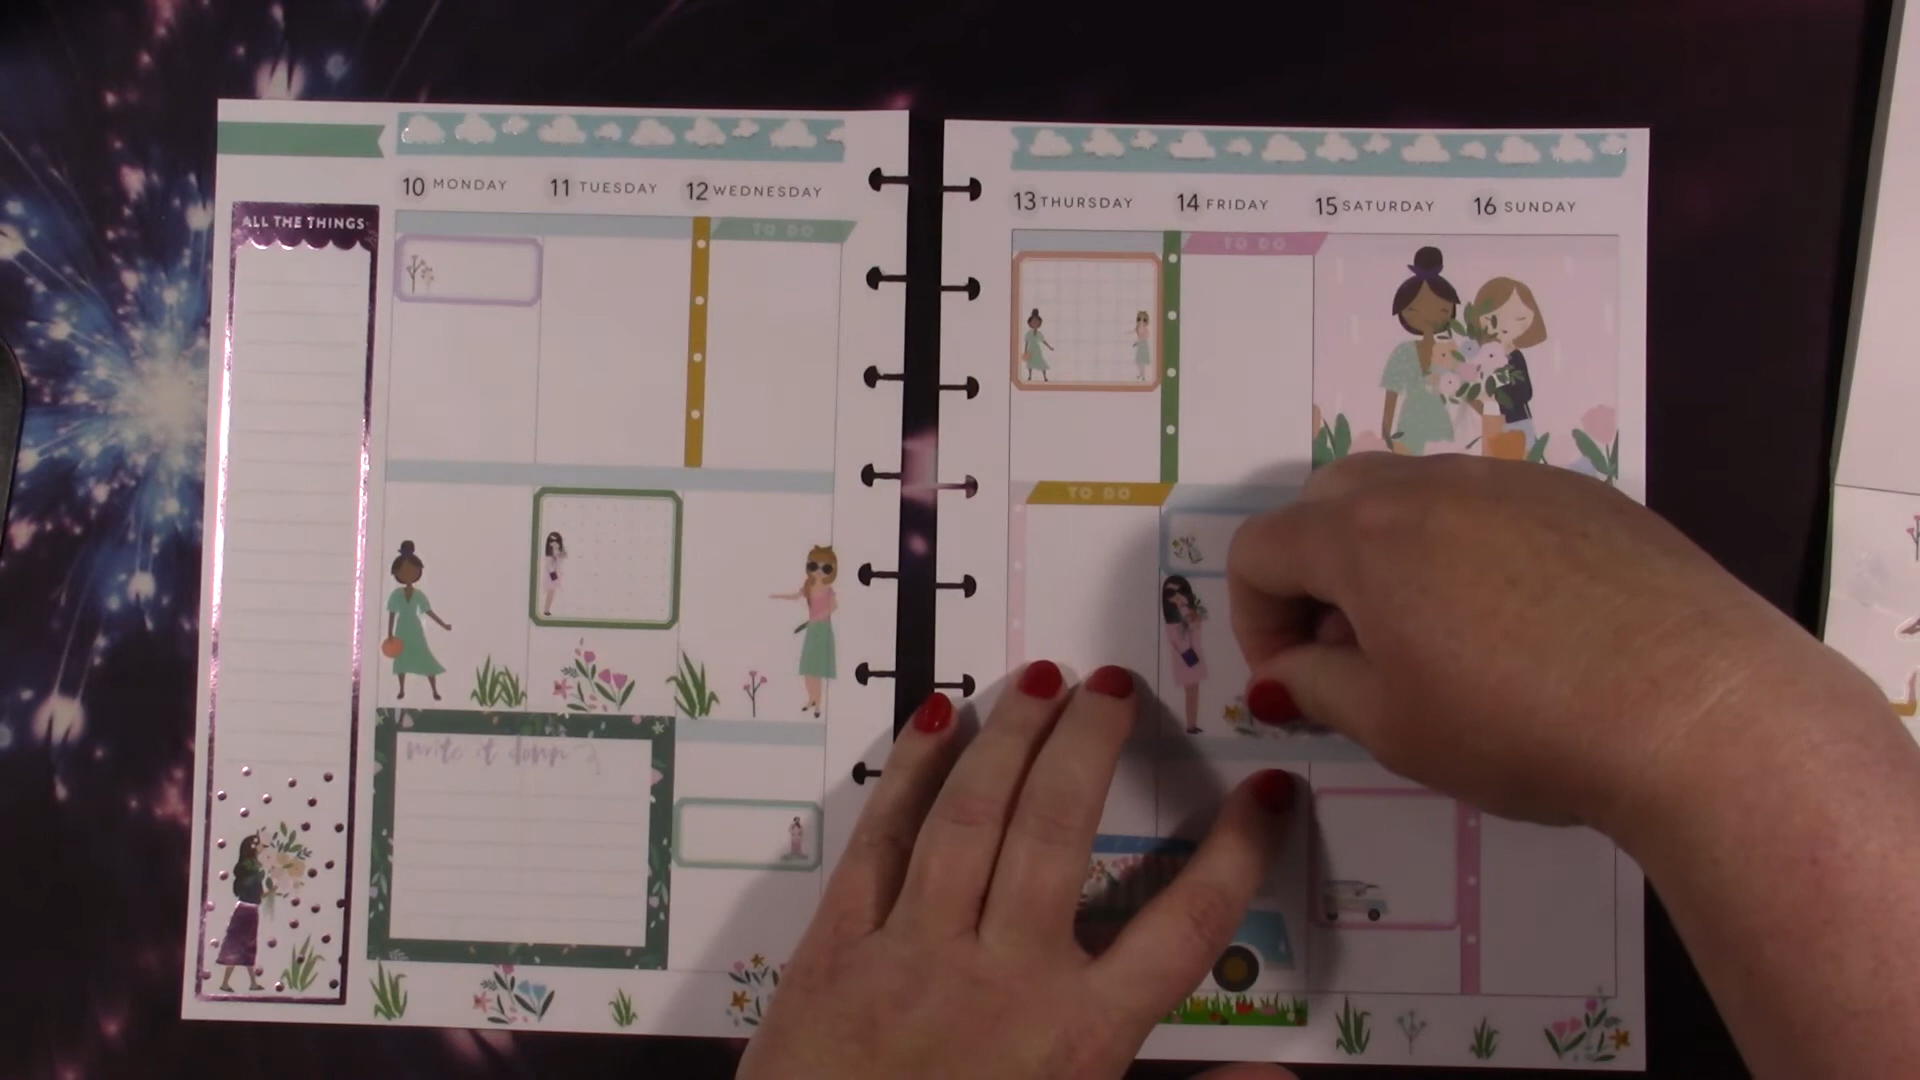 10 MONDAY
11 TUESDAY
12 WEDNESDAY
13 THURSDAY
14 FRIDAY
15 SATURDAY
16 SUNDAY
ALL THE THINGS
TO DO
TO DO
TO DO
write it down